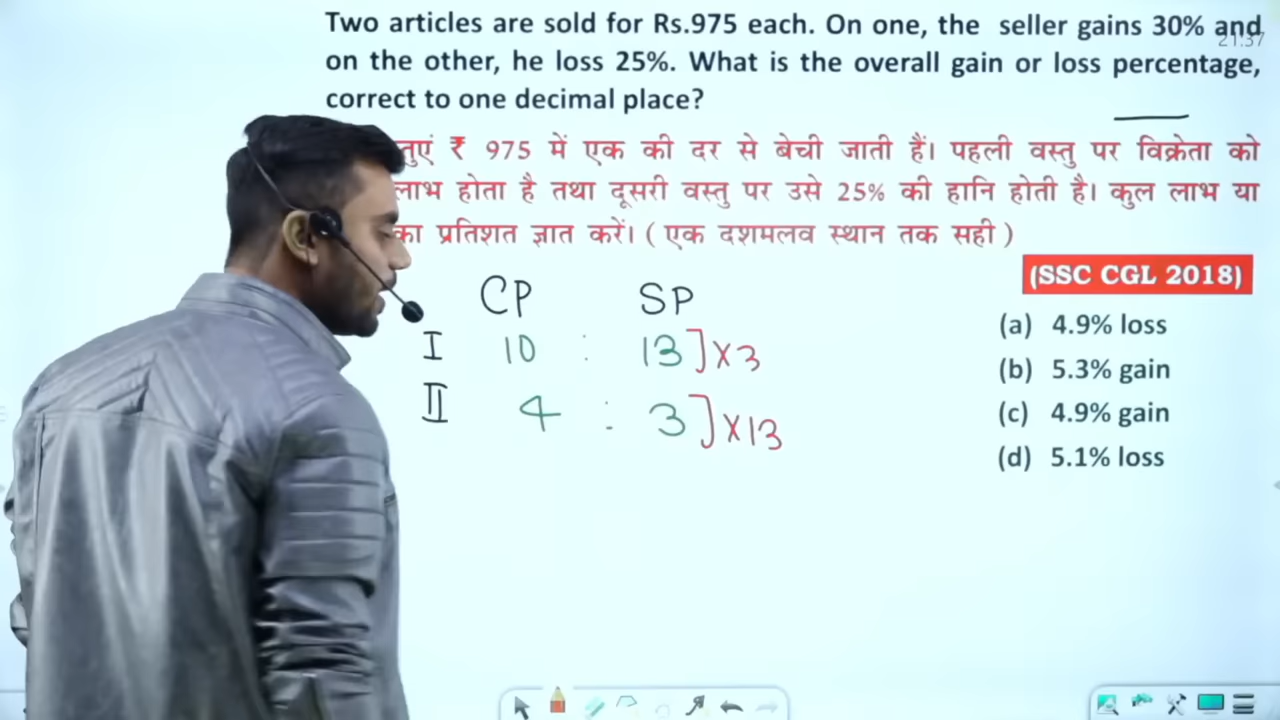 Two articles are sold for Rs.975 each. On one, the seller gains 30% and
on the other, he loss 25%. What is the overall gain or loss percentage,
correct to one decimal place?
₹ 975 में एक की दर से बेची जाती हैं। पहली वस्तु पर विक्रेता को
लाभ होता है तथा दूसरी वस्तु पर उसे 25% की हानि होती है। कुल लाभ या
का प्रतिशत ज्ञात करें। ( एक दशमलव स्थान तक सही )
(SSC CGL 2018)
CP SP
I 10 : 13 ] x 3
II 4 : 3 ] x 13
(a) 4.9% loss
(b) 5.3% gain
(c) 4.9% gain
(d) 5.1% loss